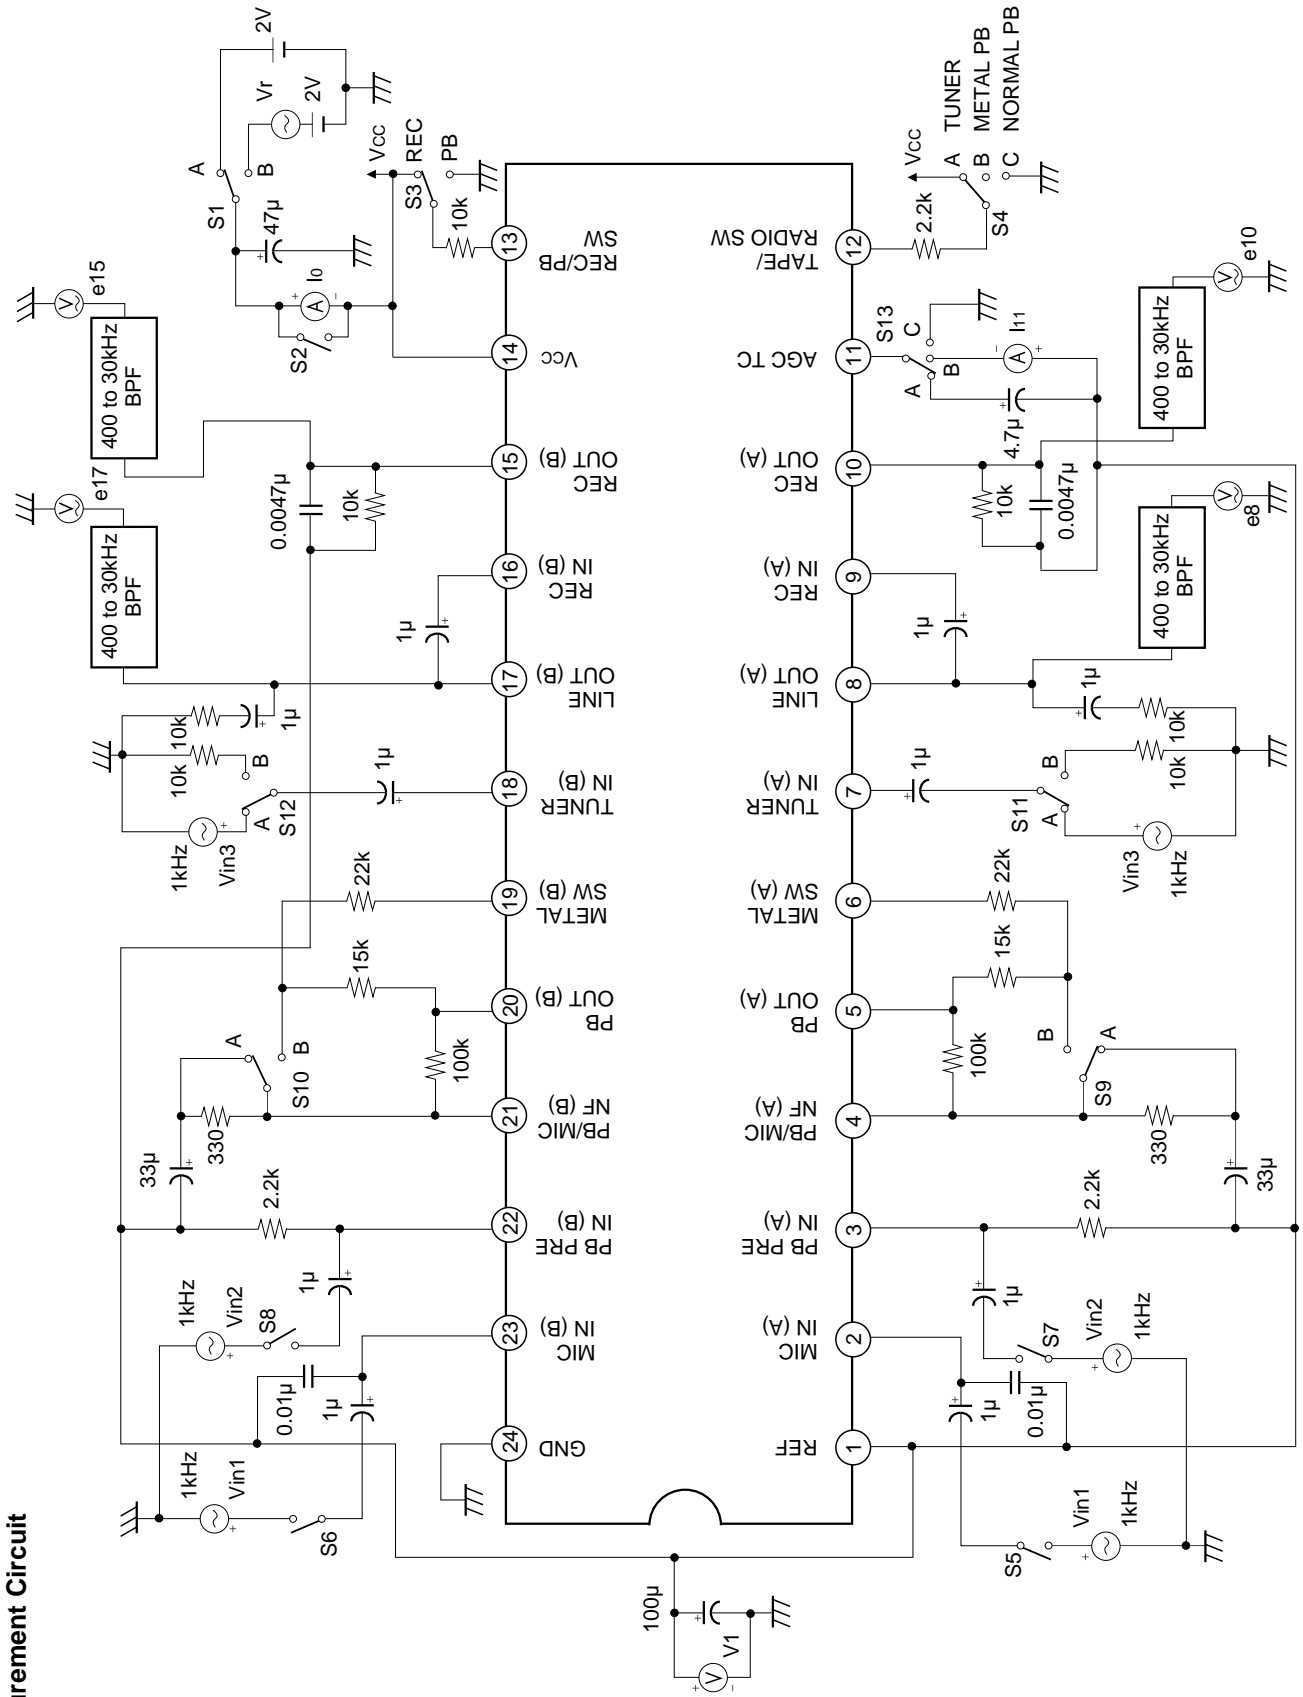 rement Circuit
2V
Vr
2V
A
B
S1
47µ
I0
+
-
A
S2
VCC
REC
PB
S3
10k
e15
V
400 to 30kHz
BPF
e17
V
400 to 30kHz
BPF
0.0047µ
10k
1µ
10k
10k
1µ
B
A
S12
1kHz
Vin3
1µ
22k
15k
A
B
S10
100k
330
33µ
2.2k
1kHz
Vin2
S8
1µ
0.01µ
1µ
1kHz
Vin1
S6
13
REC/PB
SW
14
VCC
15
REC
OUT (B)
16
REC
IN (B)
17
LINE
OUT (B)
18
TUNER
IN (B)
19
METAL
SW (B)
20
PB
OUT (B)
21
PB/MIC
NF (B)
22
PB PRE
IN (B)
23
MIC
IN (B)
24
GND
12
TAPE/
RADIO SW
11
AGC TC
10
REC
OUT (A)
9
REC
IN (A)
8
LINE
OUT (A)
7
TUNER
IN (A)
6
METAL
SW (A)
5
PB
OUT (A)
4
PB/MIC
NF (A)
3
PB PRE
IN (A)
2
MIC
IN (A)
1
REF
VCC
A TUNER
B METAL PB
C NORMAL PB
2.2k
S4
S13
A
B
C
I11
-
A
+
4.7µ
e10
V
400 to 30kHz
BPF
10k
0.0047µ
e8
V
400 to 30kHz
BPF
1µ
1µ
10k
10k
1µ
B
A
S11
Vin3
1kHz
22k
15k
B
A
S9
100k
330
33µ
2.2k
1µ
S7
Vin2
1kHz
1µ
0.01µ
S5
Vin1
1kHz
100µ
V1
+
V
-